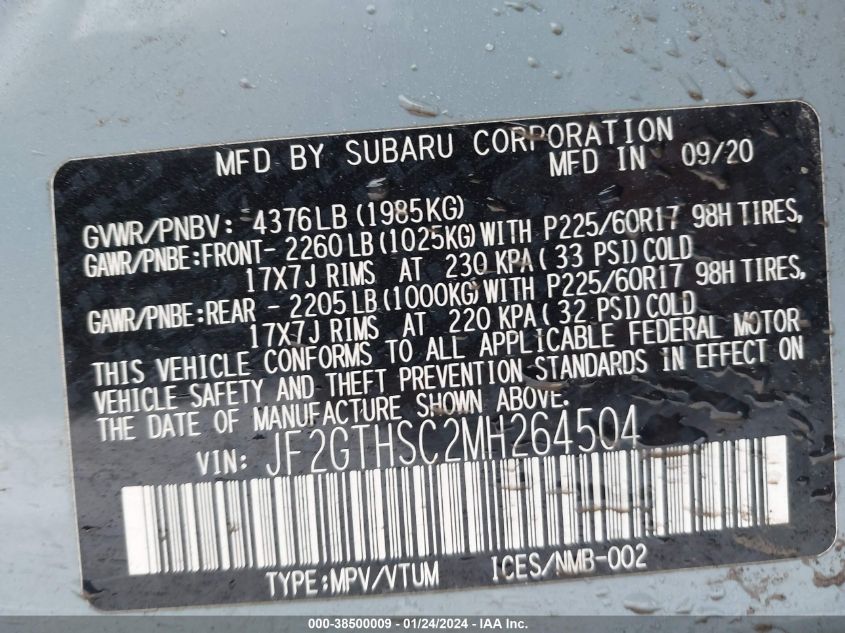 MFD BY SUBARU CORPORATION
MFD IN 09/20
GVWR/PNBV: 4376LB (1985KG)
GAWR/PNBE:FRONT- 2260LB (1025KG)WITH P225/60R17 98H TIRES,
17X7J RIMS AT 230 KPA( 33 PSI)COLD
GAWR/PNBE:REAR - 2205LB (1000KG)WITH P225/60R17 98H TIRES,
17X7J RIMS AT 220 KPA( 32 PSI)COLD
THIS VEHICLE CONFORMS TO ALL APPLICABLE FEDERAL MOTOR
VEHICLE SAFETY AND THEFT PREVENTION STANDARDS IN EFFECT ON
THE DATE OF MANUFACTURE SHOWN ABOVE.
VIN: JF2GTHSC2MH264504
TYPE:MPV/VTUM ICES/NMB-002
000-38500009 - 01/24/2024 - IAA Inc.